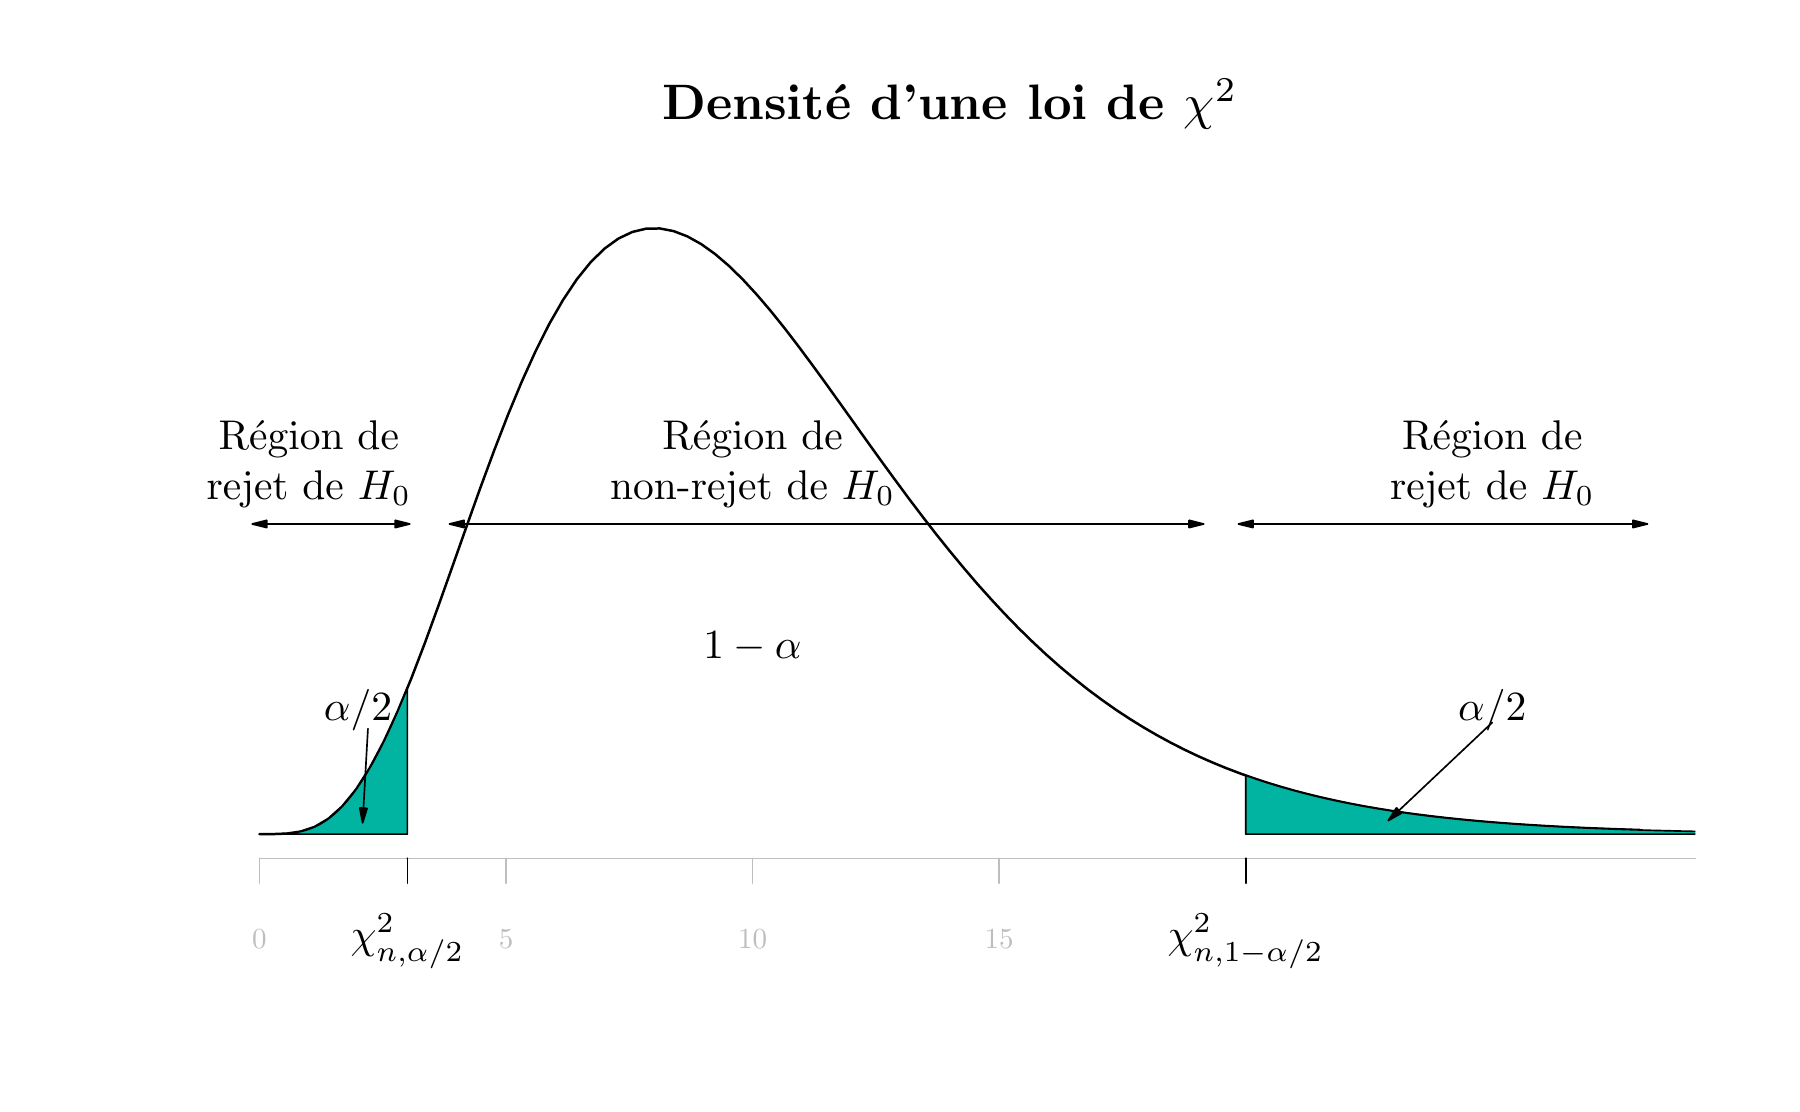 Densité d'une loi de χ²
Région de
rejet de H₀
Région de
non-rejet de H₀
Région de
rejet de H₀
1 − α
α/2
α/2
0
χ²ₙ,α/2
5
10
15
χ²ₙ,1−α/2